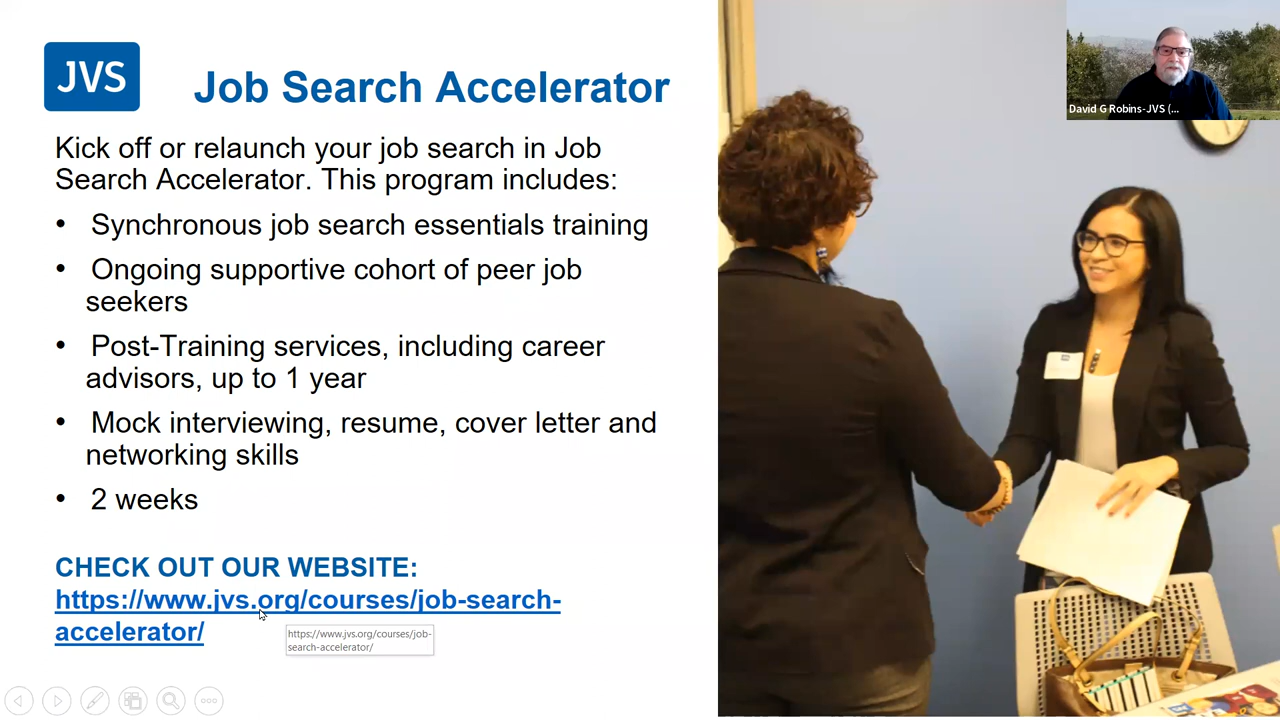 JVS
Job Search Accelerator
David G Robins-JVS (...
Kick off or relaunch your job search in Job
Search Accelerator. This program includes:
• Synchronous job search essentials training
• Ongoing supportive cohort of peer job
seekers
• Post-Training services, including career
advisors, up to 1 year
• Mock interviewing, resume, cover letter and
networking skills
• 2 weeks
CHECK OUT OUR WEBSITE:
https://www.jvs.org/courses/job-search-
accelerator/
https://www.jvs.org/courses/job-
search-accelerator/